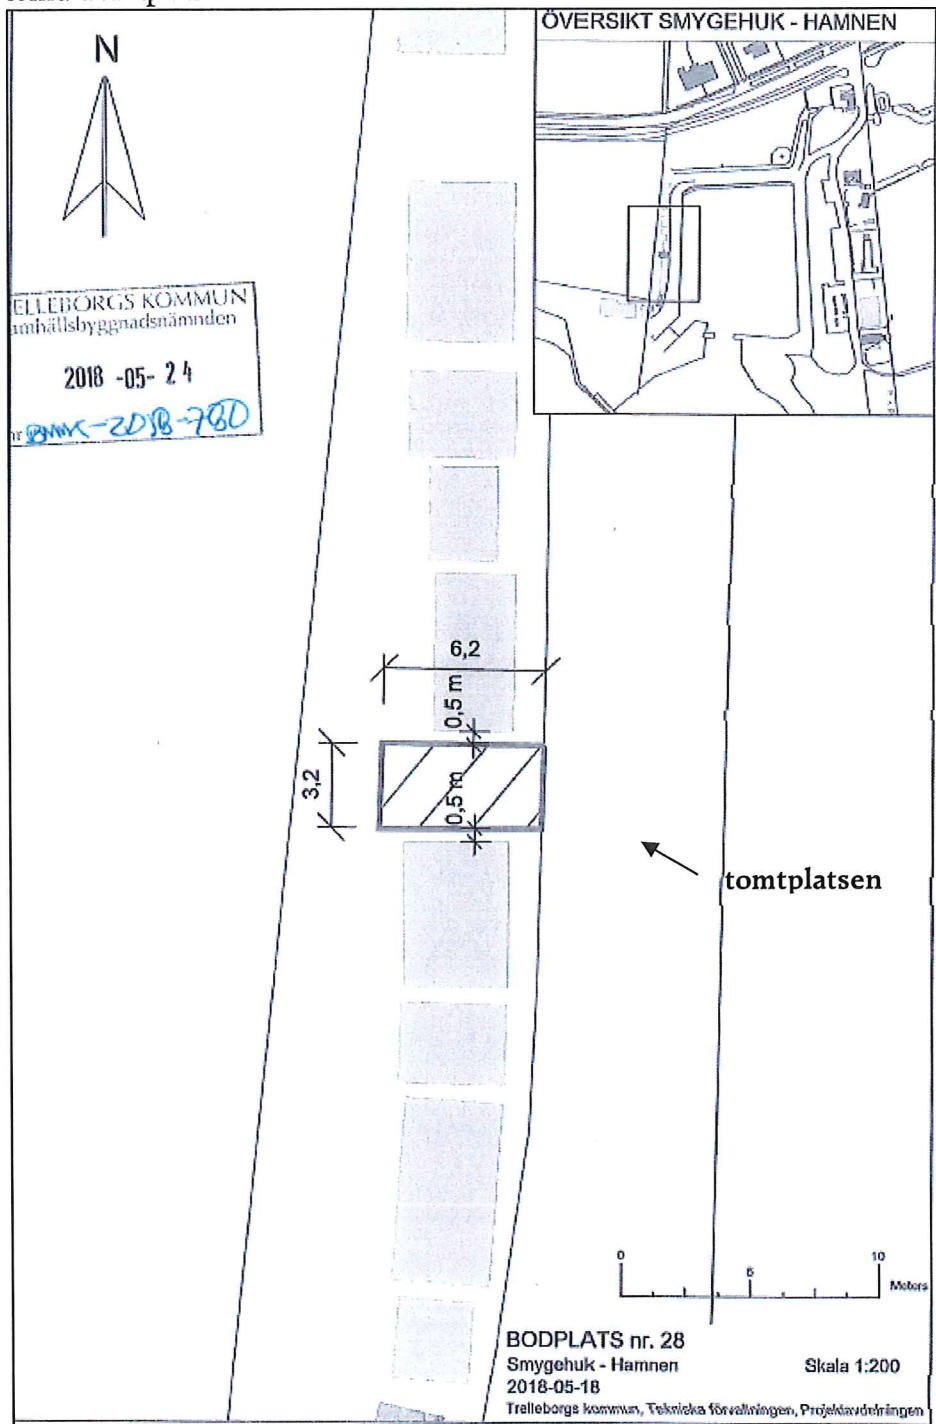 ÖVERSIKT SMYGEHUK - HAMNEN
N
ELLEBORGS KOMMUN
amhällsbyggnadsnämnden
2018 -05- 24
nr BMK-2018-780
6,2
0,5 m
3,2
0,5 m
tomtplatsen
0 5 10
Meters
BODPLATS nr. 28
Smygehuk - Hamnen
Skala 1:200
2018-05-18
Trelleborgs kommun, Tekniska förvaltningen, Projektavdelningen